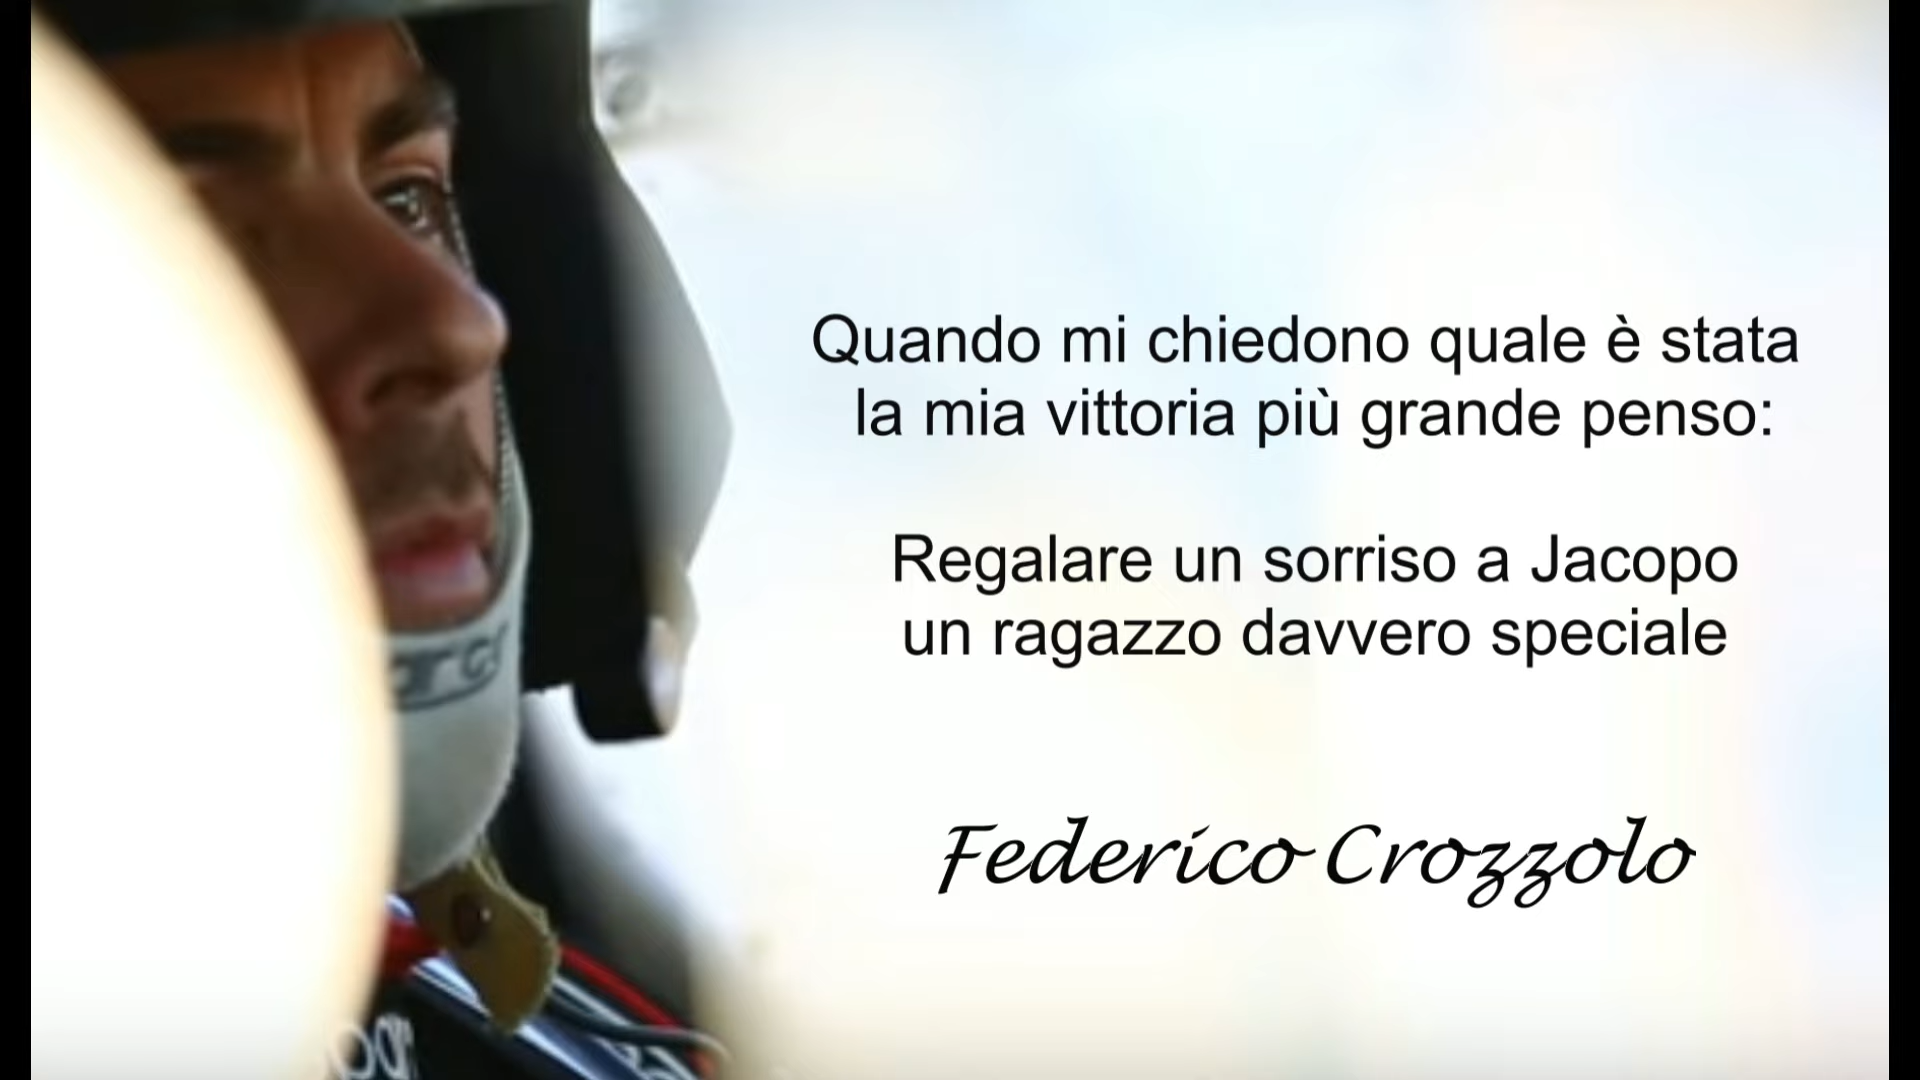 Quando mi chiedono quale è stata
la mia vittoria più grande penso:
Regalare un sorriso a Jacopo
un ragazzo davvero speciale
Federico Crozzolo